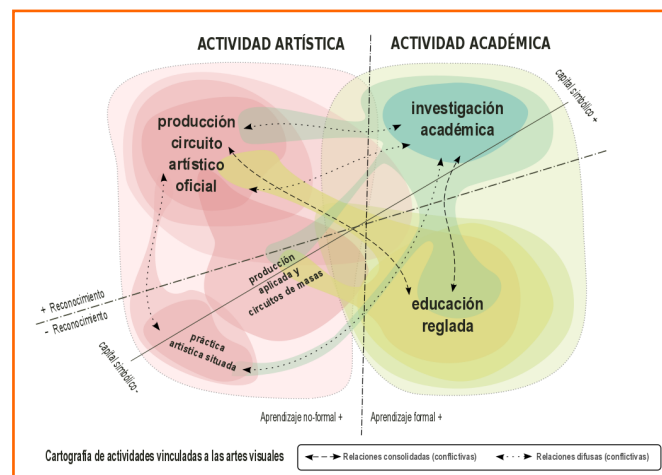 ACTIVIDAD ARTÍSTICA
ACTIVIDAD ACADÉMICA
capital simbólico +
producción
circuito
artístico
oficial
investigación
académica
producción
aplicada y
circuitos de masas
educación
reglada
+ Reconocimiento
- Reconocimiento
capital simbólico -
práctica
artística situada
Aprendizaje no-formal +
Aprendizaje formal +
Cartografía de actividades vinculadas a las artes visuales
Relaciones consolidadas (conflictivas)
Relaciones difusas (conflictivas)